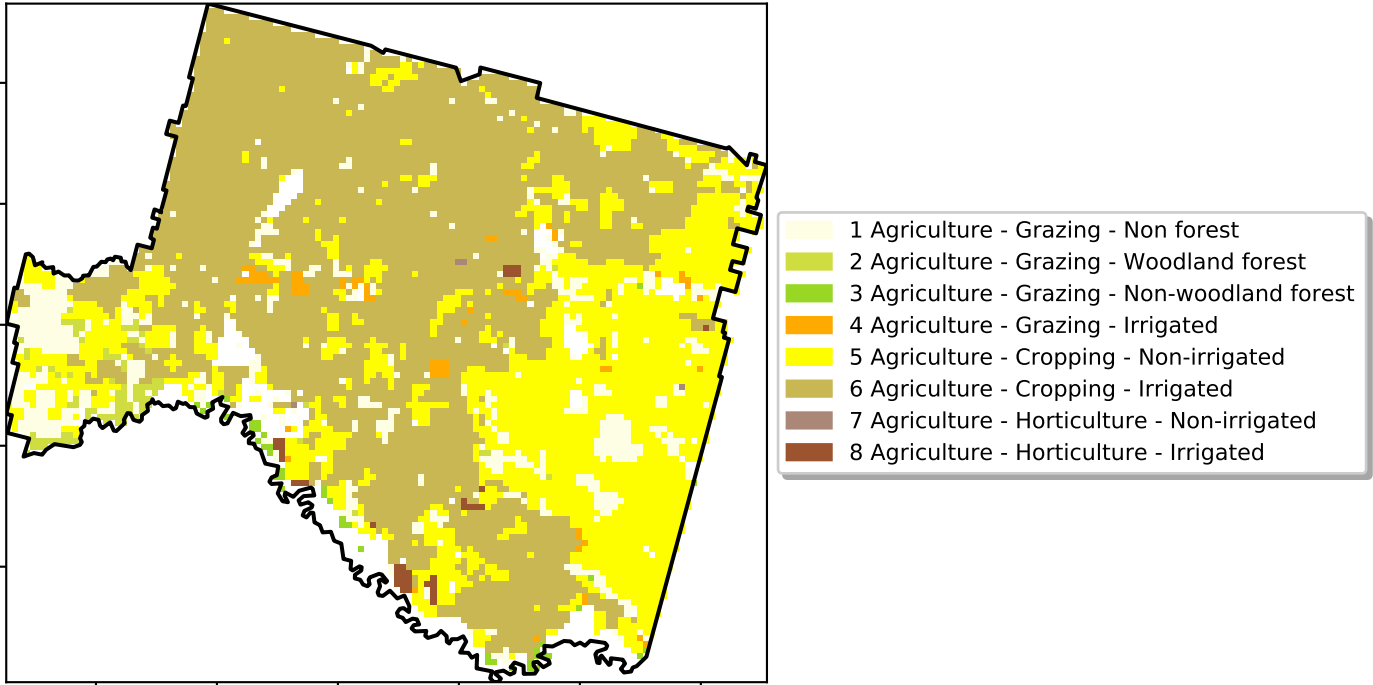 1 Agriculture - Grazing - Non forest
2 Agriculture - Grazing - Woodland forest
3 Agriculture - Grazing - Non-woodland forest
4 Agriculture - Grazing - Irrigated
5 Agriculture - Cropping - Non-irrigated
6 Agriculture - Cropping - Irrigated
7 Agriculture - Horticulture - Non-irrigated
8 Agriculture - Horticulture - Irrigated